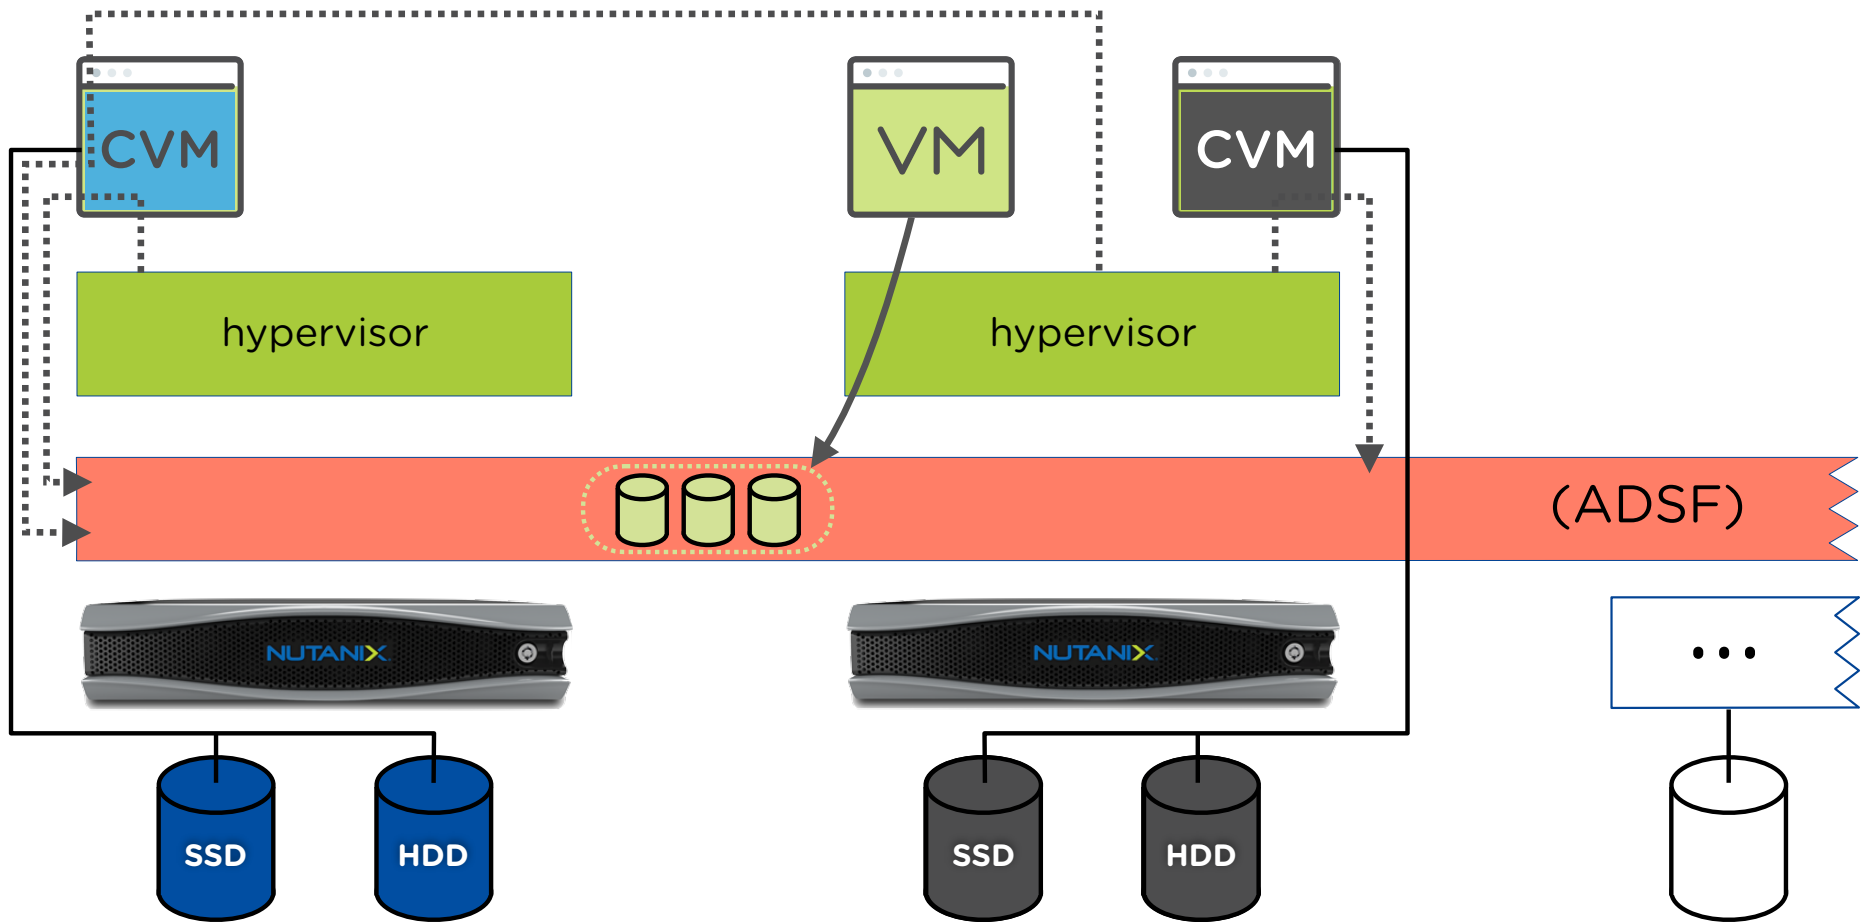 CVM
VM
CVM
hypervisor
hypervisor
(ADSF)
NUTANIX
NUTANIX
...
SSD
HDD
SSD
HDD